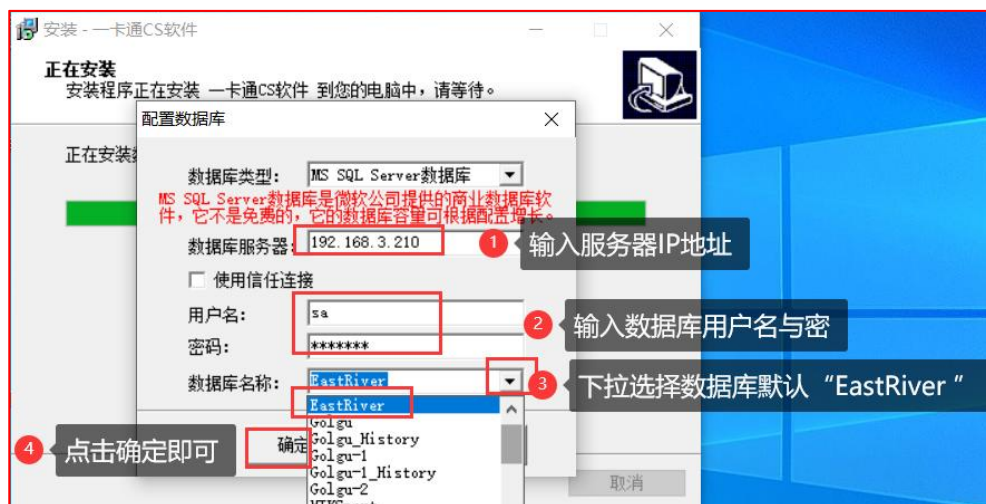 安装 - 一卡通CS软件
正在安装
安装程序正在安装 一卡通CS软件 到您的电脑中，请等待。
配置数据库
正在安装
数据库类型：
MS SQL Server数据库
MS SQL Server数据库是微软公司提供的商业数据库软
件，它不是免费的，它的数据库容量可根据配置增长。
数据库服务器：
192.168.3.210
1
输入服务器IP地址
使用信任连接
用户名：
sa
2
输入数据库用户名与密
密码：
*******
数据库名称：
EastRiver
3
下拉选择数据库默认“EastRiver ”
EastRiver
Golgu
4
点击确定即可
确定
Golgu_History
Golgu-1
Golgu-1_History
Golgu-2
取消